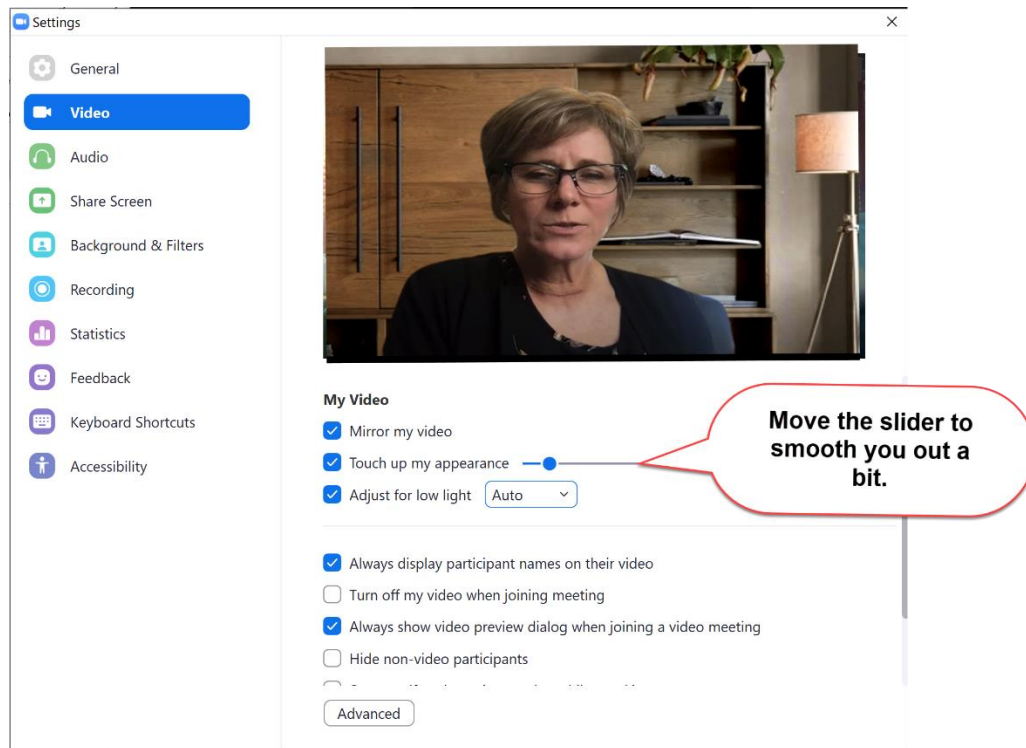 Settings
General
Video
Audio
Share Screen
Background & Filters
Recording
Statistics
Feedback
Keyboard Shortcuts
Accessibility
My Video
Mirror my video
Touch up my appearance
Adjust for low light Auto
Move the slider to
smooth you out a
bit.
Always display participant names on their video
Turn off my video when joining meeting
Always show video preview dialog when joining a video meeting
Hide non-video participants
Advanced